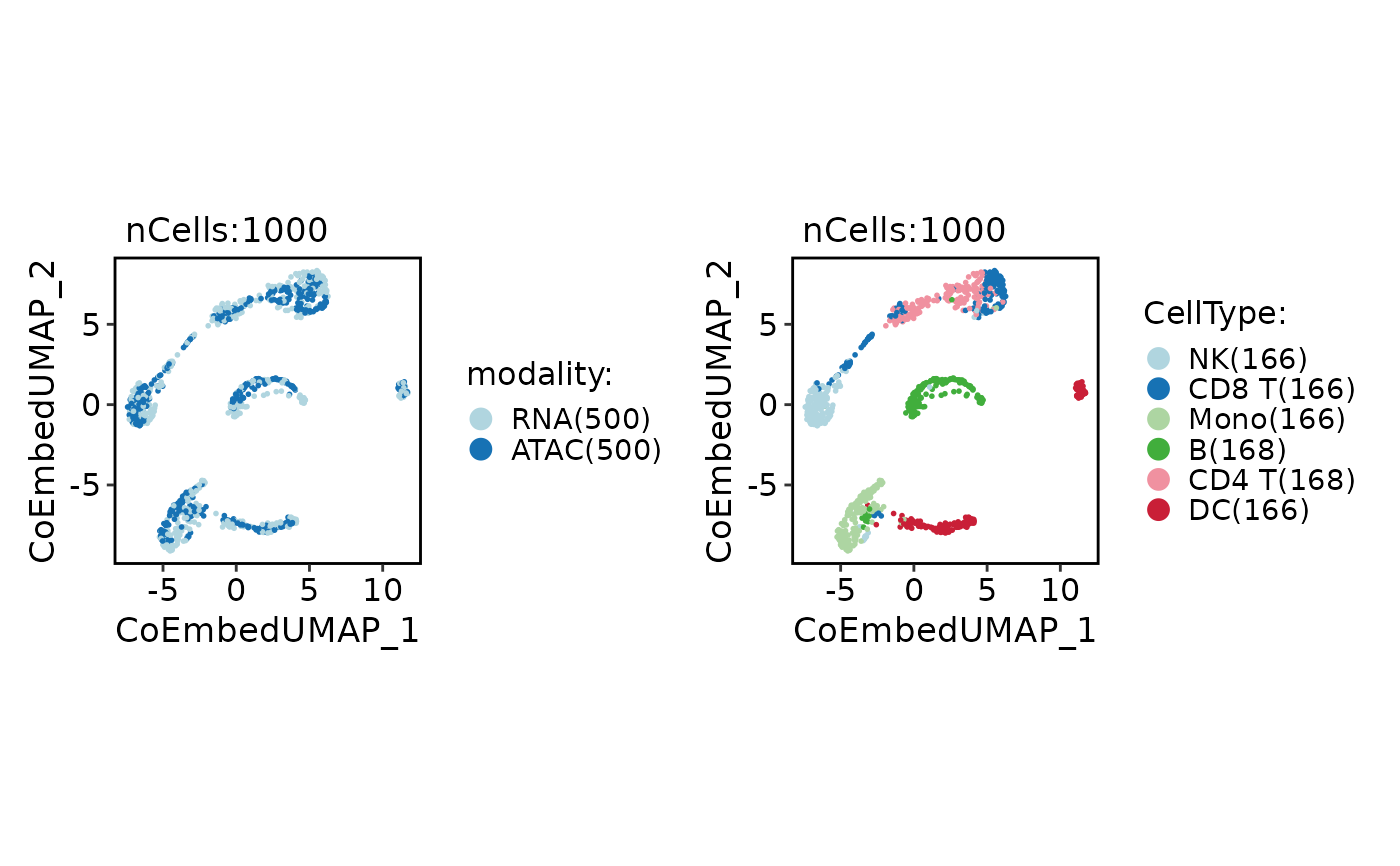 nCells:1000
CoEmbedUMAP_2
5
0
-5
-5 0 5 10
CoEmbedUMAP_1
modality:
RNA(500)
ATAC(500)
nCells:1000
CoEmbedUMAP_2
5
0
-5
-5 0 5 10
CoEmbedUMAP_1
CellType:
NK(166)
CD8 T(166)
Mono(166)
B(168)
CD4 T(168)
DC(166)